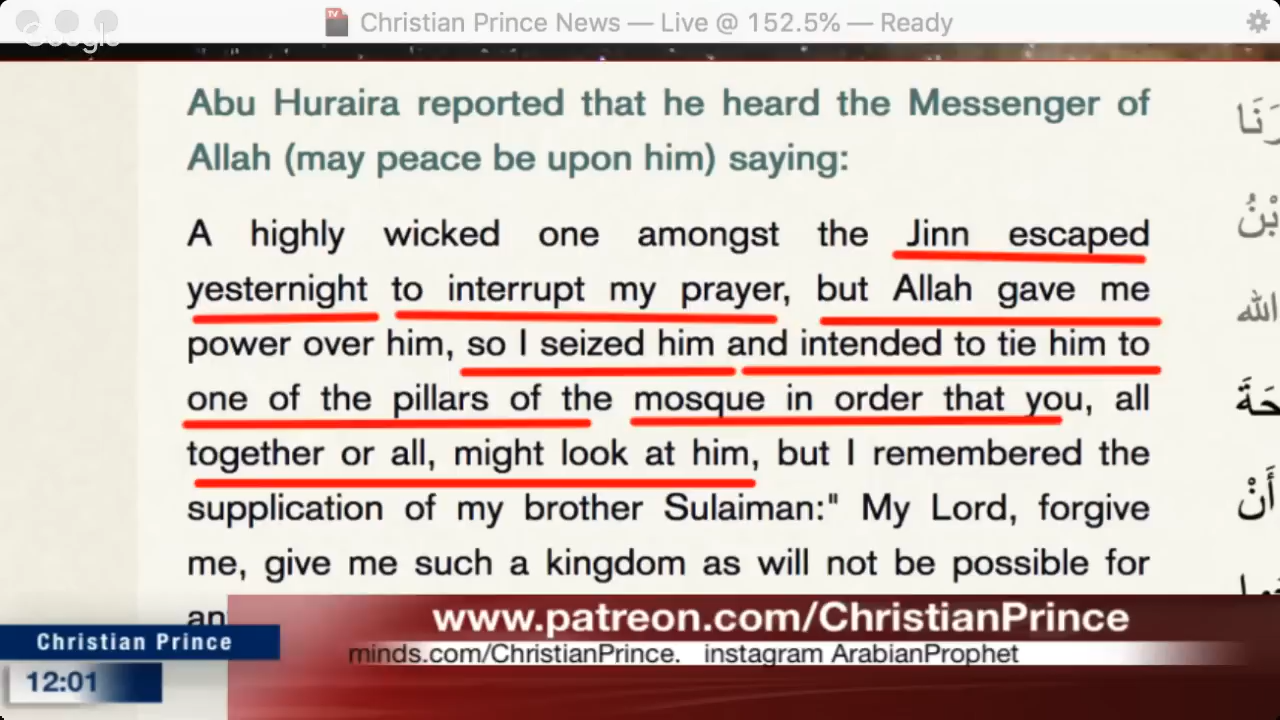 Christian Prince News — Live @ 152.5% — Ready
Google
Abu Huraira reported that he heard the Messenger of
Allah (may peace be upon him) saying:
A highly wicked one amongst the Jinn escaped
yesternight to interrupt my prayer, but Allah gave me
power over him, so I seized him and intended to tie him to
one of the pillars of the mosque in order that you, all
together or all, might look at him, but I remembered the
supplication of my brother Sulaiman:" My Lord, forgive
me, give me such a kingdom as will not be possible for
الله
أَنْ
www.patreon.com/ChristianPrince
Christian Prince
minds.com/ChristianPrince. instagram ArabianProphet
12:01